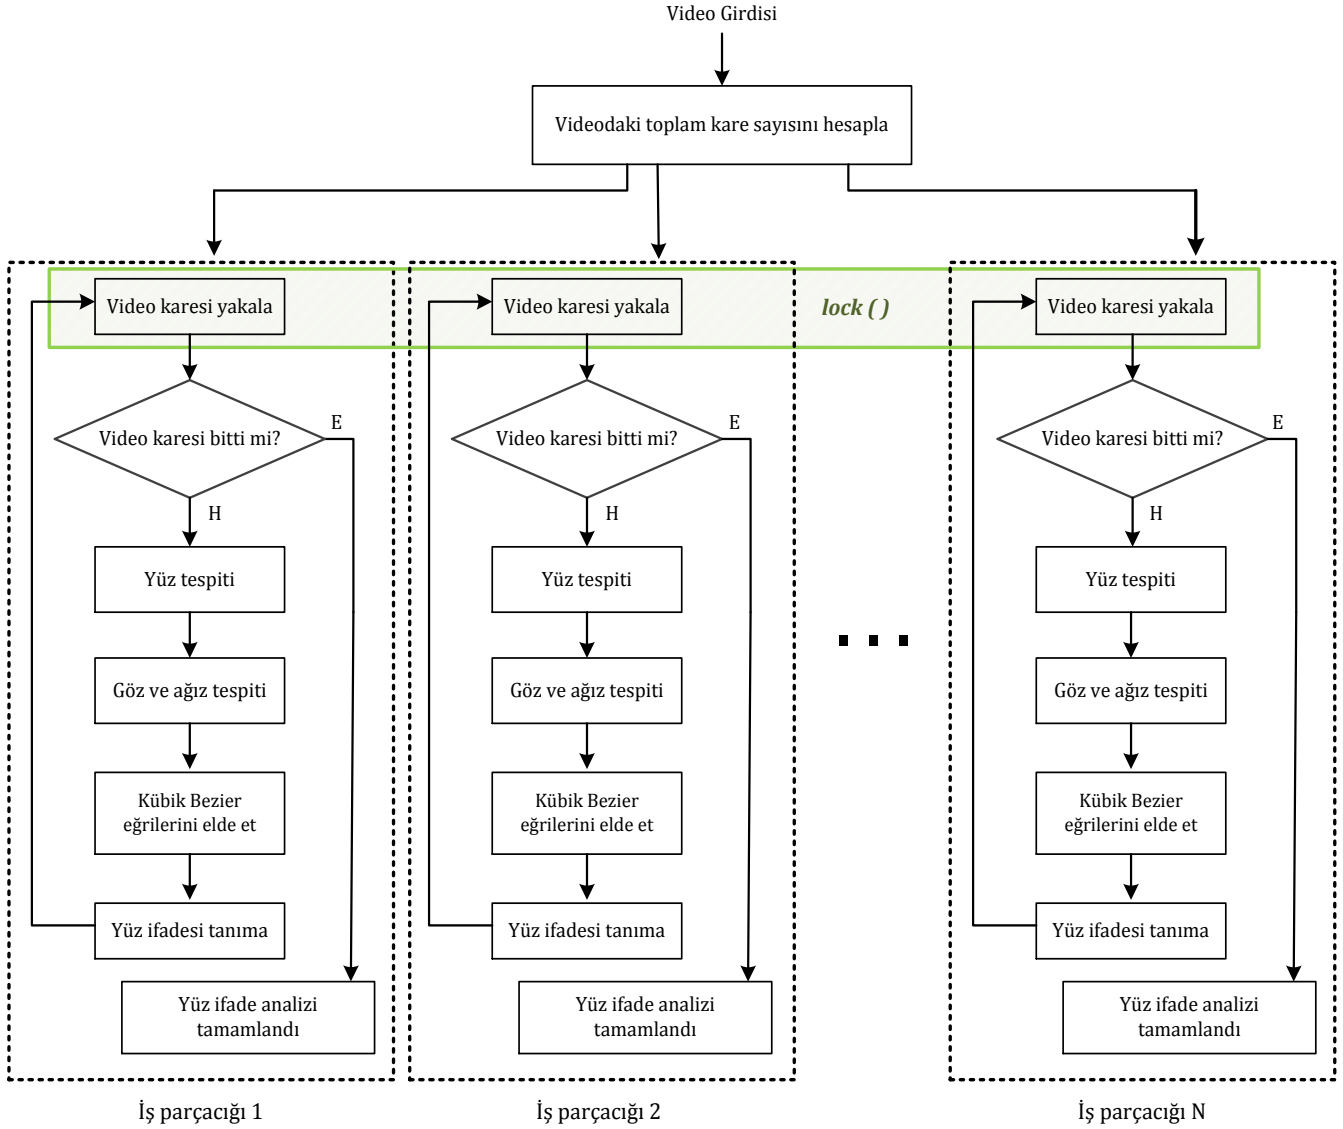 Video Girdisi
Videodaki toplam kare sayısını hesapla
Video karesi yakala
Video karesi bitti mi?
E
H
Yüz tespiti
Göz ve ağız tespiti
Kübik Bezier
eğrilerini elde et
Yüz ifadesi tanıma
Yüz ifade analizi
tamamlandı
İş parçacığı 1
Video karesi yakala
Video karesi bitti mi?
E
H
Yüz tespiti
Göz ve ağız tespiti
Kübik Bezier
eğrilerini elde et
Yüz ifadesi tanıma
Yüz ifade analizi
tamamlandı
İş parçacığı 2
lock ( )
...
Video karesi yakala
Video karesi bitti mi?
E
H
Yüz tespiti
Göz ve ağız tespiti
Kübik Bezier
eğrilerini elde et
Yüz ifadesi tanıma
Yüz ifade analizi
tamamlandı
İş parçacığı N